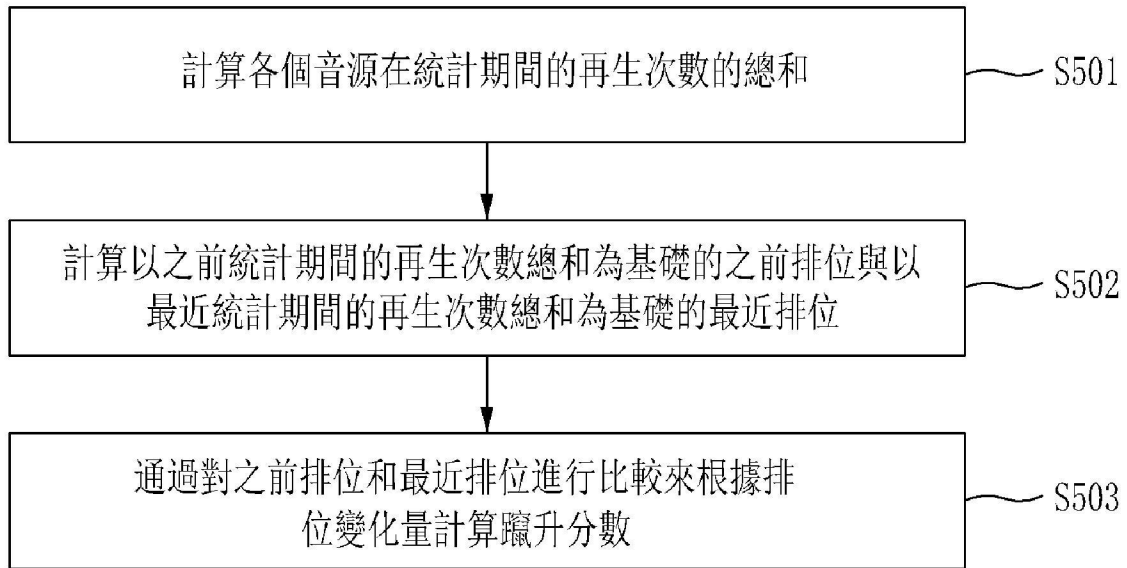 計算各個音源在統計期間的再生次數的總和
S501
計算以之前統計期間的再生次數總和為基礎的之前排位與以
最近統計期間的再生次數總和為基礎的最近排位
S502
通過對之前排位和最近排位進行比較來根據排
位變化量計算躥升分數
S503